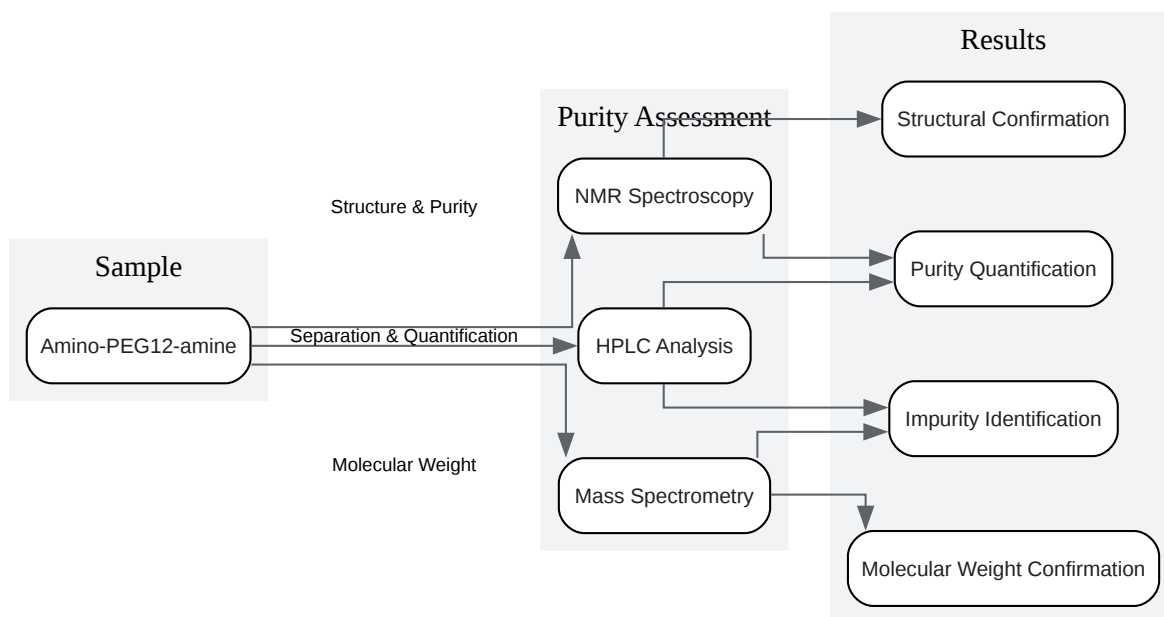 Results
Purity Assessment
Structural Confirmation
NMR Spectroscopy
Structure & Purity
Sample
Purity Quantification
Separation & Quantification
Amino-PEG12-amine
HPLC Analysis
Impurity Identification
Molecular Weight
Mass Spectrometry
Molecular Weight Confirmation